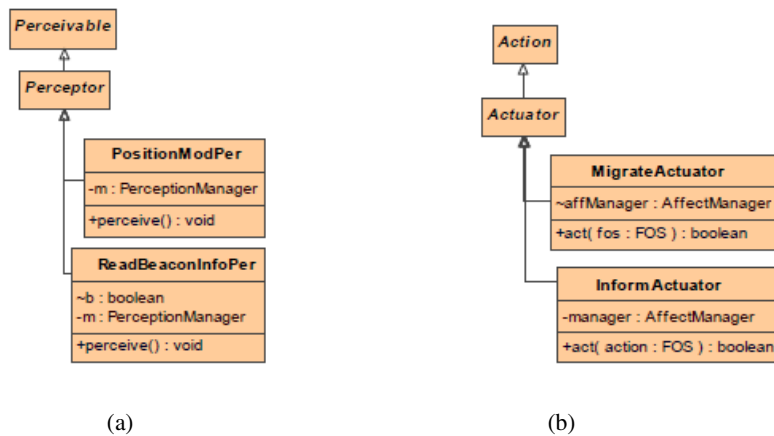 Perceivable
Perceptor
PositionModPer
-m : PerceptionManager
+perceive() : void
ReadBeaconInfoPer
~b : boolean
-m : PerceptionManager
+perceive() : void
(a)
Action
Actuator
MigrateActuator
~affManager : AffectManager
+act( fos : FOS ) : boolean
InformActuator
-manager : AffectManager
+act( action : FOS ) : boolean
(b)